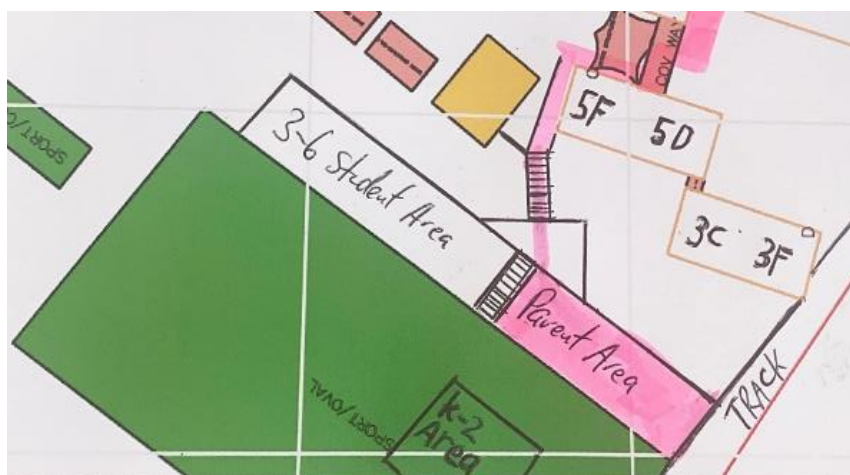 COV WAY
5F
5D
SPORT/O
3-6 Student Area
3C
3F
Parent Area
TRACK
SPORT/OVAL
K-2
Area